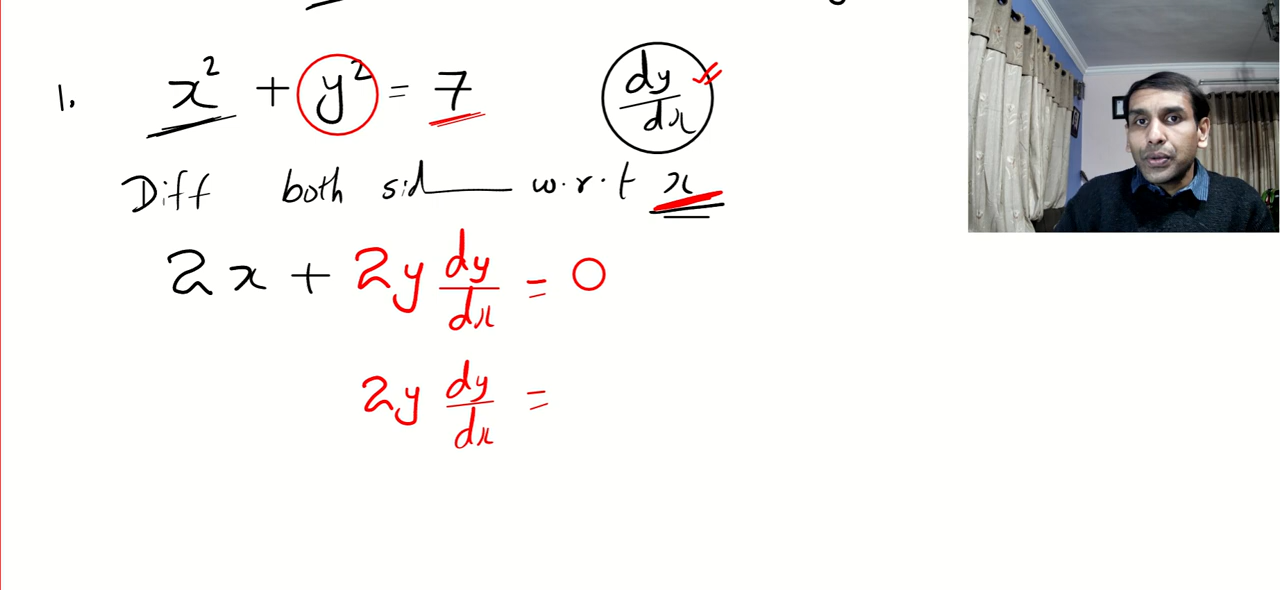 1. x² + y² = 7 dy/dx
Diff both sid w.r.t x
2x + 2y dy/dx = 0
2y dy/dx =